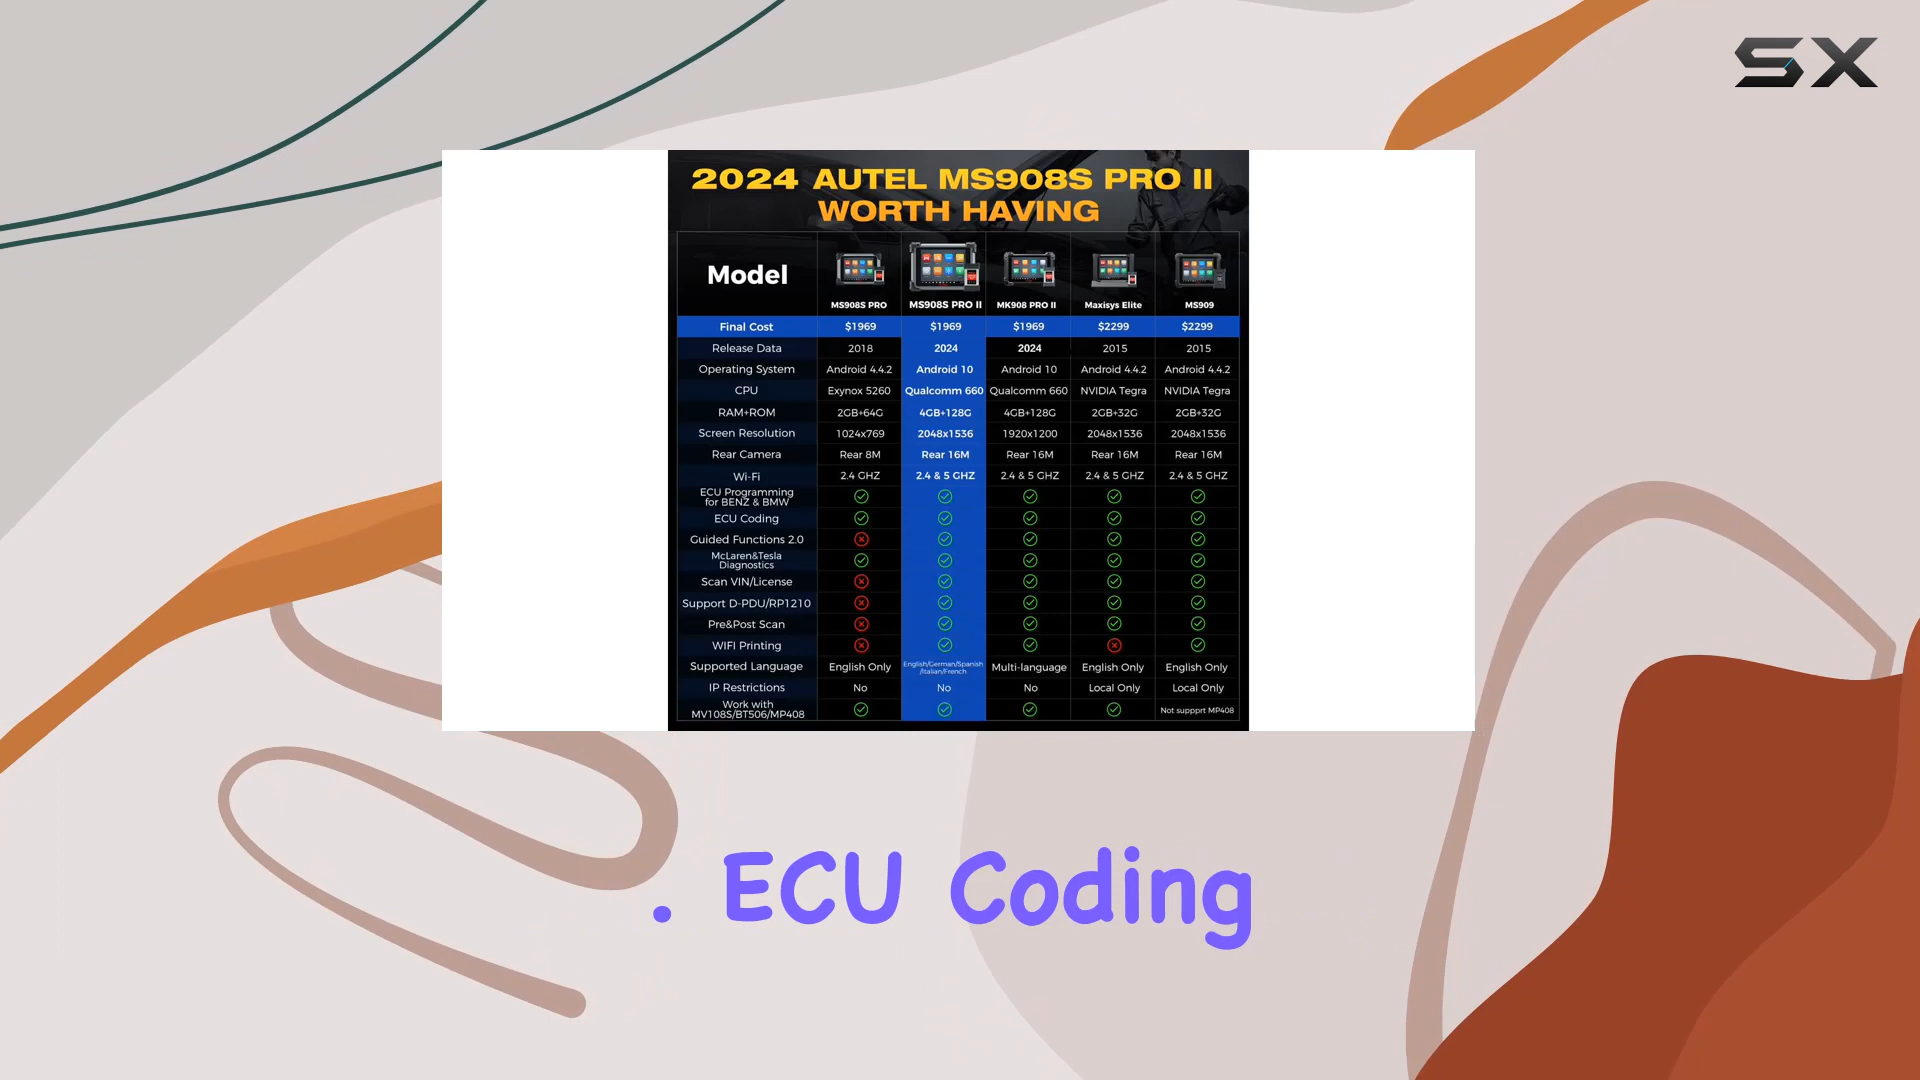 SX
2024 AUTEL MS908S PRO II
WORTH HAVING
Model MS908S PRO MS908S PRO II MK908 PRO II Maxisys Elite MS909
Final Cost $1969 $1969 $1969 $2299 $2299
Release Data 2018 2024 2024 2015 2015
Operating System Android 4.4.2 Android 10 Android 10 Android 4.4.2 Android 4.4.2
CPU Exynox 5260 Qualcomm 660 Qualcomm 660 NVIDIA Tegra NVIDIA Tegra
RAM+ROM 2GB+64G 4GB+128G 4GB+128G 2GB+32G 2GB+32G
Screen Resolution 1024x769 2048x1536 1920x1200 2048x1536 2048x1536
Rear Camera Rear 8M Rear 16M Rear 16M Rear 16M Rear 16M
Wi-Fi 2.4 GHZ 2.4 & 5 GHZ 2.4 & 5 GHZ 2.4 & 5 GHZ 2.4 & 5 GHZ
ECU Programming
for BENZ & BMW
ECU Coding
Guided Functions 2.0
McLaren&Tesla
Diagnostics
Scan VIN/License
Support D-PDU/RP1210
Pre&Post Scan
WIFI Printing
Supported Language English Only English/German/Spanish
/Italian/French Multi-language English Only English Only
IP Restrictions No No No Local Only Local Only
Work with
MV108S/BT506/MP408 Not suppprt MP408
. ECU Coding